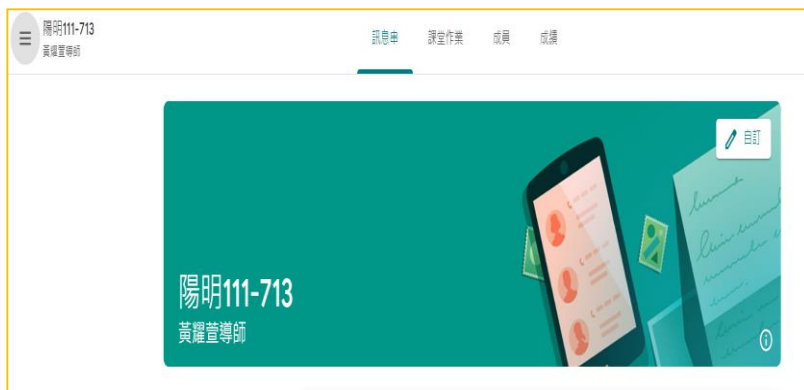 陽明111-713
黃耀萱導師
訊息串 課堂作業 成員 成績
自訂
陽明111-713
黃耀萱導師